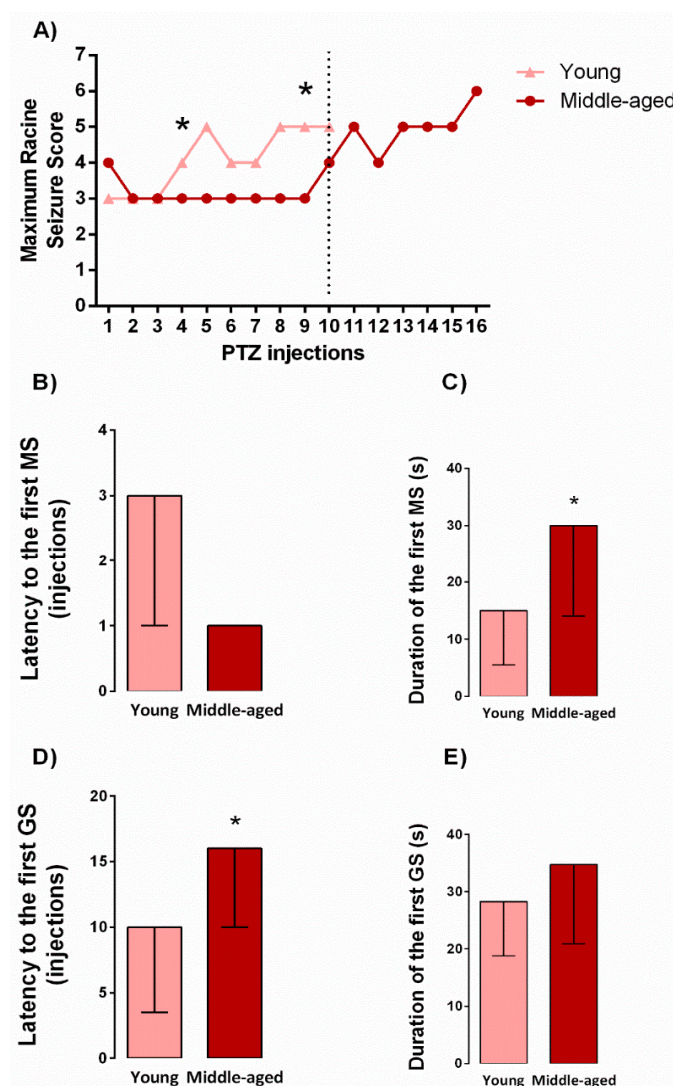 A)
Maximum Racine
Seizure Score
7
6
5
4
3
2
1
0
*
*
Young
Middle-aged
1 2 3 4 5 6 7 8 9 10 11 12 13 14 15 16
PTZ injections
B)
Latency to the first MS
(injections)
4
3
2
1
0
Young Middle-aged
C)
Duration of the first MS (s)
40
30
20
10
0
*
Young Middle-aged
D)
Latency to the first GS
(injections)
20
15
10
5
0
*
Young Middle-aged
E)
Duration of the first GS (s)
40
30
20
10
0
Young Middle-aged